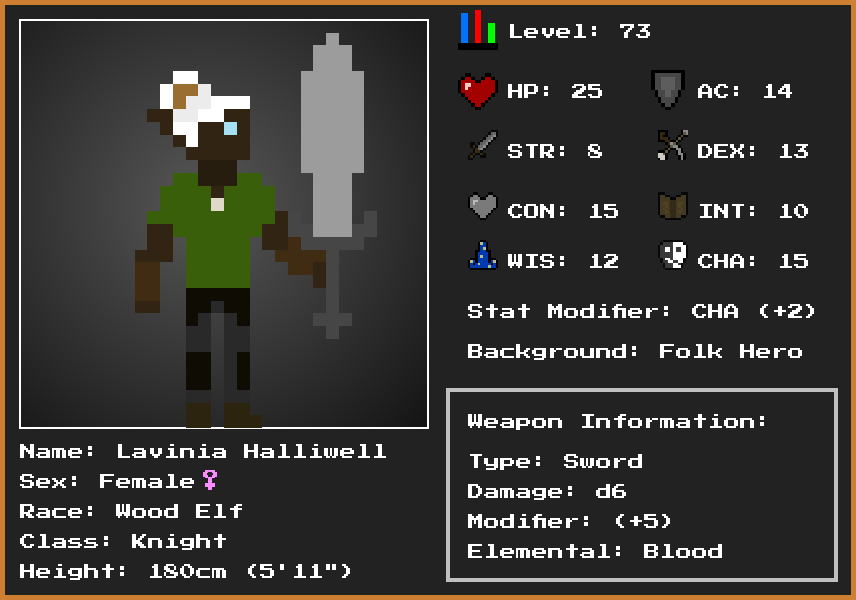 Level: 73
HP: 25 AC: 14
STR: 8 DEX: 13
CON: 15 INT: 10
WIS: 12 CHA: 15
Stat Modifier: CHA (+2)
Background: Folk Hero
Weapon Information:
Type: Sword
Damage: d6
Modifier: (+5)
Elemental: Blood
Name: Lavinia Halliwell
Sex: Female♀
Race: Wood Elf
Class: Knight
Height: 180cm (5'11")